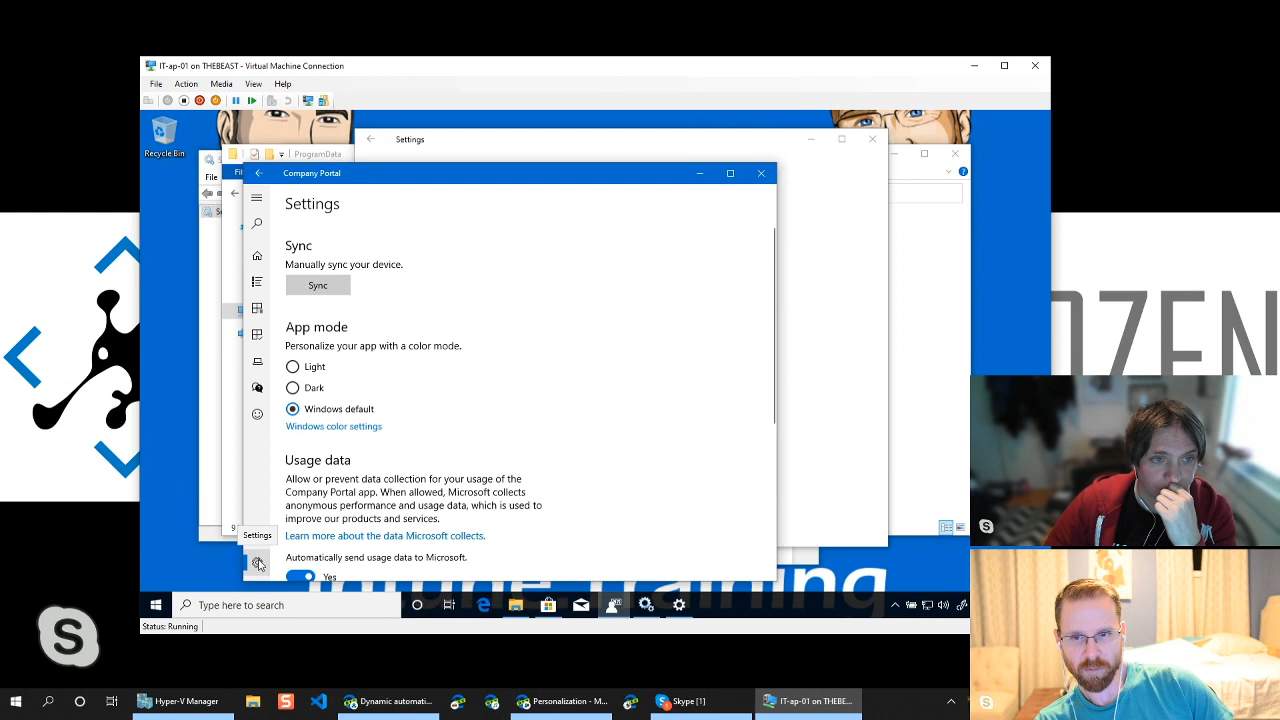 IT-ap-01 on THEBEAST - Virtual Machine Connection
File Action Media View Help
Recycle Bin
Settings
ProgramData
File
Company Portal
Settings
Sync
Manually sync your device.
Sync
App mode
Personalize your app with a color mode.
Light
Dark
Windows default
Windows color settings
Usage data
Allow or prevent data collection for your usage of the
Company Portal app. When allowed, Microsoft collects
anonymous performance and usage data, which is used to
improve our products and services.
Learn more about the data Microsoft collects.
Automatically send usage data to Microsoft.
Yes
Settings
Training
Type here to search
Status: Running
OZEN
S
Hyper-V Manager
Dynamic automati...
Personalization - M...
Skype [1]
IT-ap-01 on THEBE...